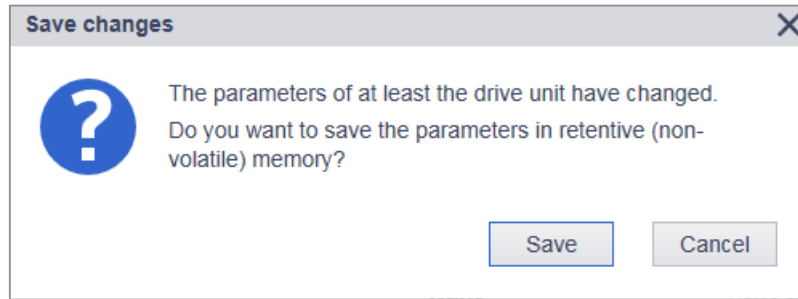 Save changes
The parameters of at least the drive unit have changed.
Do you want to save the parameters in retentive (non-
volatile) memory?
Save Cancel